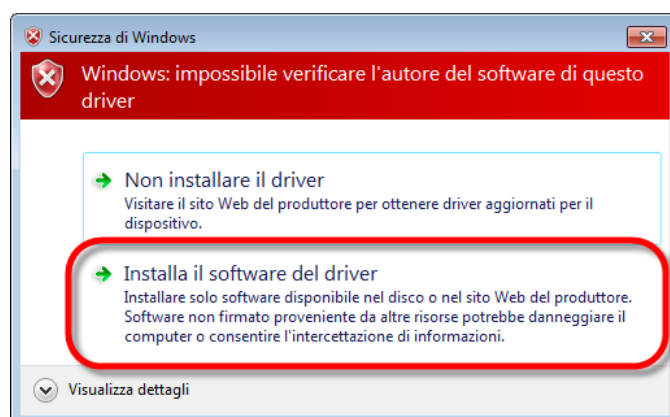 Sicurezza di Windows
Windows: impossibile verificare l'autore del software di questo
driver
Non installare il driver
Visitare il sito Web del produttore per ottenere driver aggiornati per il
dispositivo.
Installa il software del driver
Installare solo software disponibile nel disco o nel sito Web del produttore.
Software non firmato proveniente da altre risorse potrebbe danneggiare il
computer o consentire l'intercettazione di informazioni.
Visualizza dettagli